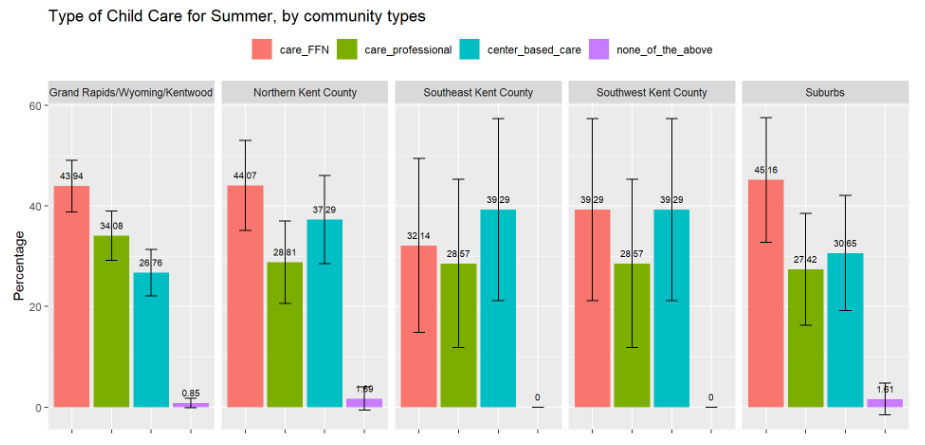 Type of Child Care for Summer, by community types
care_FFN care_professional center_based_care none_of_the_above
Grand Rapids/Wyoming/Kentwood Northern Kent County Southeast Kent County Southwest Kent County Suburbs
Percentage
60
40
20
0
43.94 34.08 26.76 0.85
44.07 28.81 37.29 1.69
32.14 28.57 39.29 0
39.29 28.57 39.29 0
45.16 27.42 30.65 1.61